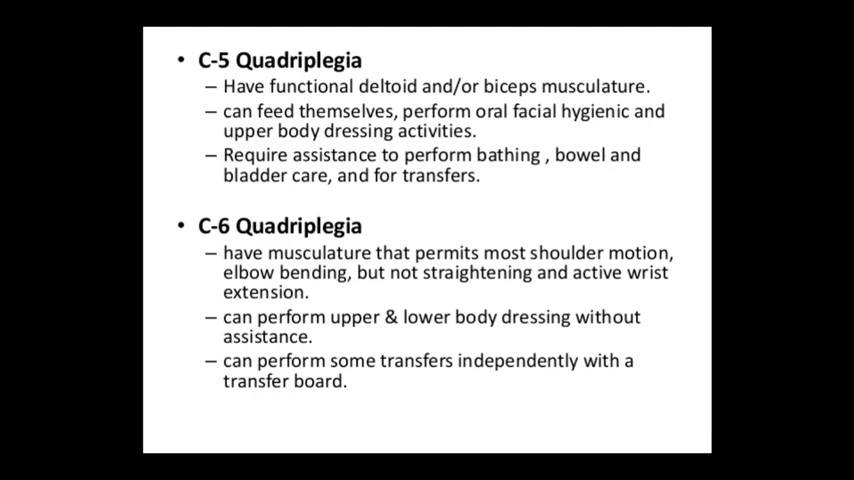 • C-5 Quadriplegia
– Have functional deltoid and/or biceps musculature.
– can feed themselves, perform oral facial hygienic and
upper body dressing activities.
– Require assistance to perform bathing , bowel and
bladder care, and for transfers.
• C-6 Quadriplegia
– have musculature that permits most shoulder motion,
elbow bending, but not straightening and active wrist
extension.
– can perform upper & lower body dressing without
assistance.
– can perform some transfers independently with a
transfer board.